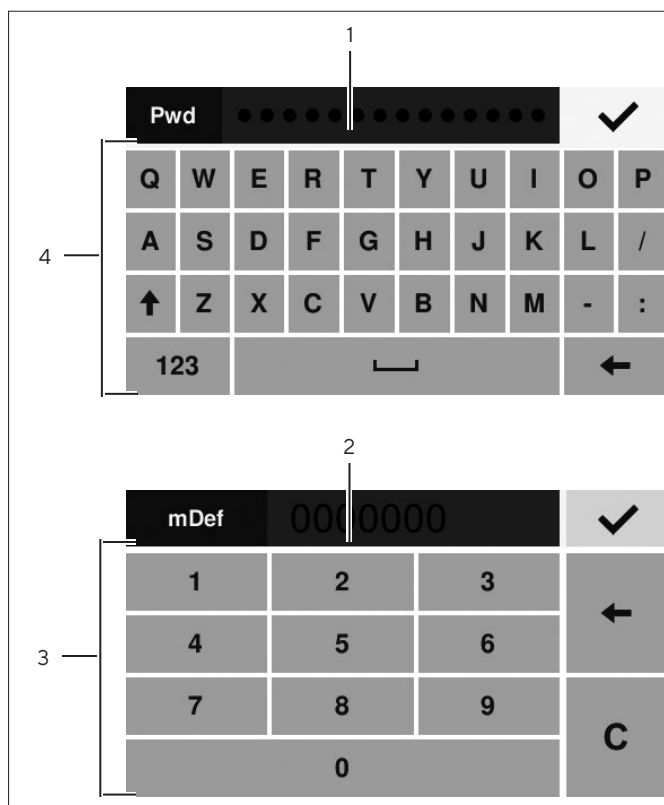 1
Pwd
Q W E R T Y U I O P
A S D F G H J K L /
Z X C V B N M - :
123
4
2
mDef 0000000
1 2 3
4 5 6
7 8 9
C
0
3